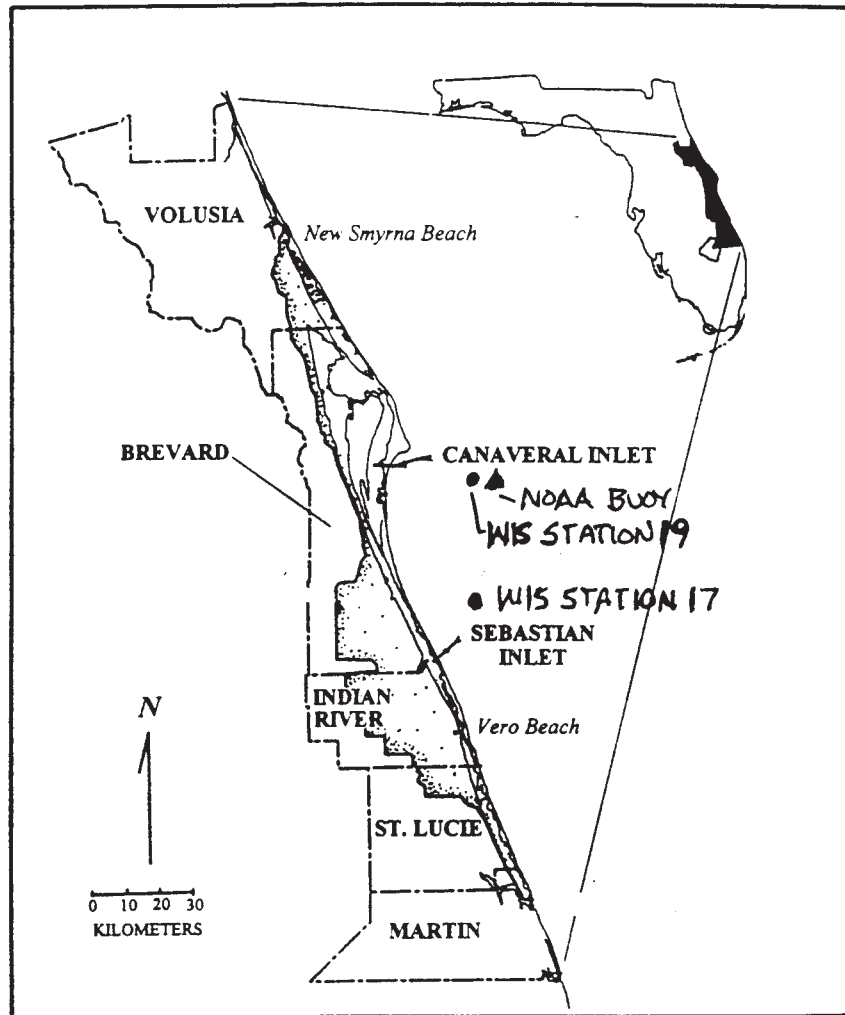 VOLUSIA
New Smyrna Beach
BREVARD
CANAVERAL INLET
NOAA BUOY
WIS STATION 19
WIS STATION 17
SEBASTIAN
INLET
INDIAN
RIVER
N
Vero Beach
ST. LUCIE
0 10 20 30
KILOMETERS
MARTIN